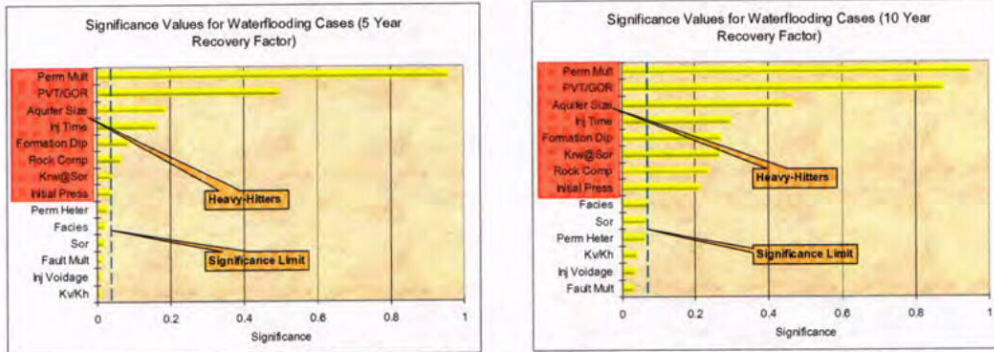 Significance Values for Waterflooding Cases (5 Year
Recovery Factor)
Perm Mult
PVT/GOR
Aquifer Size
Inj Time
Formation Dip
Rock Comp
Krw@Sor
Initial Press
Perm Heter
Facies
Sor
Fault Mult
Inj Voidage
Kv/Kh
Heavy-Hitters
Significance Limit
0 0.2 0.4 0.6 0.8 1
Significance
Significance Values for Waterflooding Cases (10 Year
Recovery Factor)
Perm Mult
PVT/GOR
Aquifer Size
Inj Time
Formation Dip
Krw@Sor
Rock Comp
Initial Press
Facies
Sor
Perm Heter
Kv/Kh
Inj Voidage
Fault Mult
Heavy-Hitters
Significance Limit
0 0.2 0.4 0.6 0.8 1
Significance